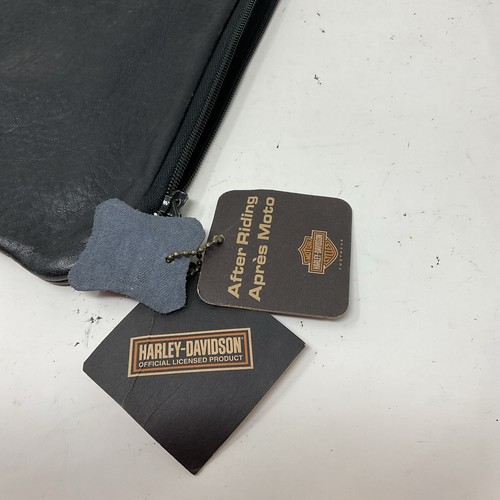 After Riding
Après Moto
HARLEY-DAVIDSON
OFFICIAL LICENSED PRODUCT